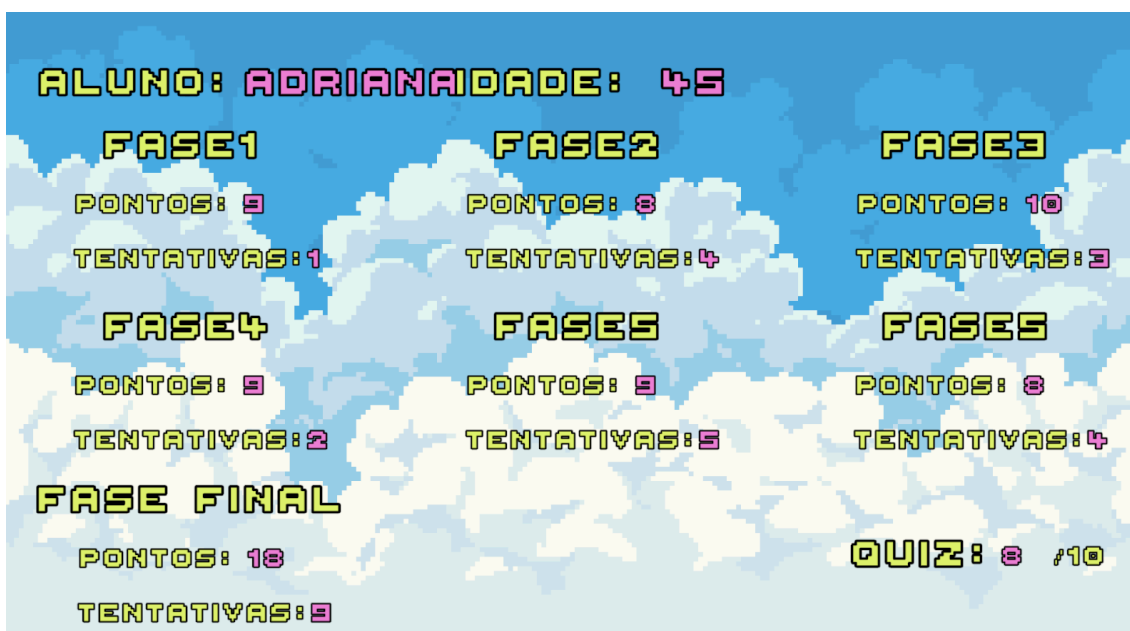 ALUNO: ADRIANA IDADE: 45
FASE1 FASE2 FASE3
PONTOS: 9 PONTOS: 8 PONTOS: 10
TENTATIVAS:1 TENTATIVAS:4 TENTATIVAS:3
FASE4 FASE5 FASE5
PONTOS: 9 PONTOS: 9 PONTOS: 8
TENTATIVAS:2 TENTATIVAS:5 TENTATIVAS:4
FASE FINAL
PONTOS: 18 QUIZ: 8 /10
TENTATIVAS:9